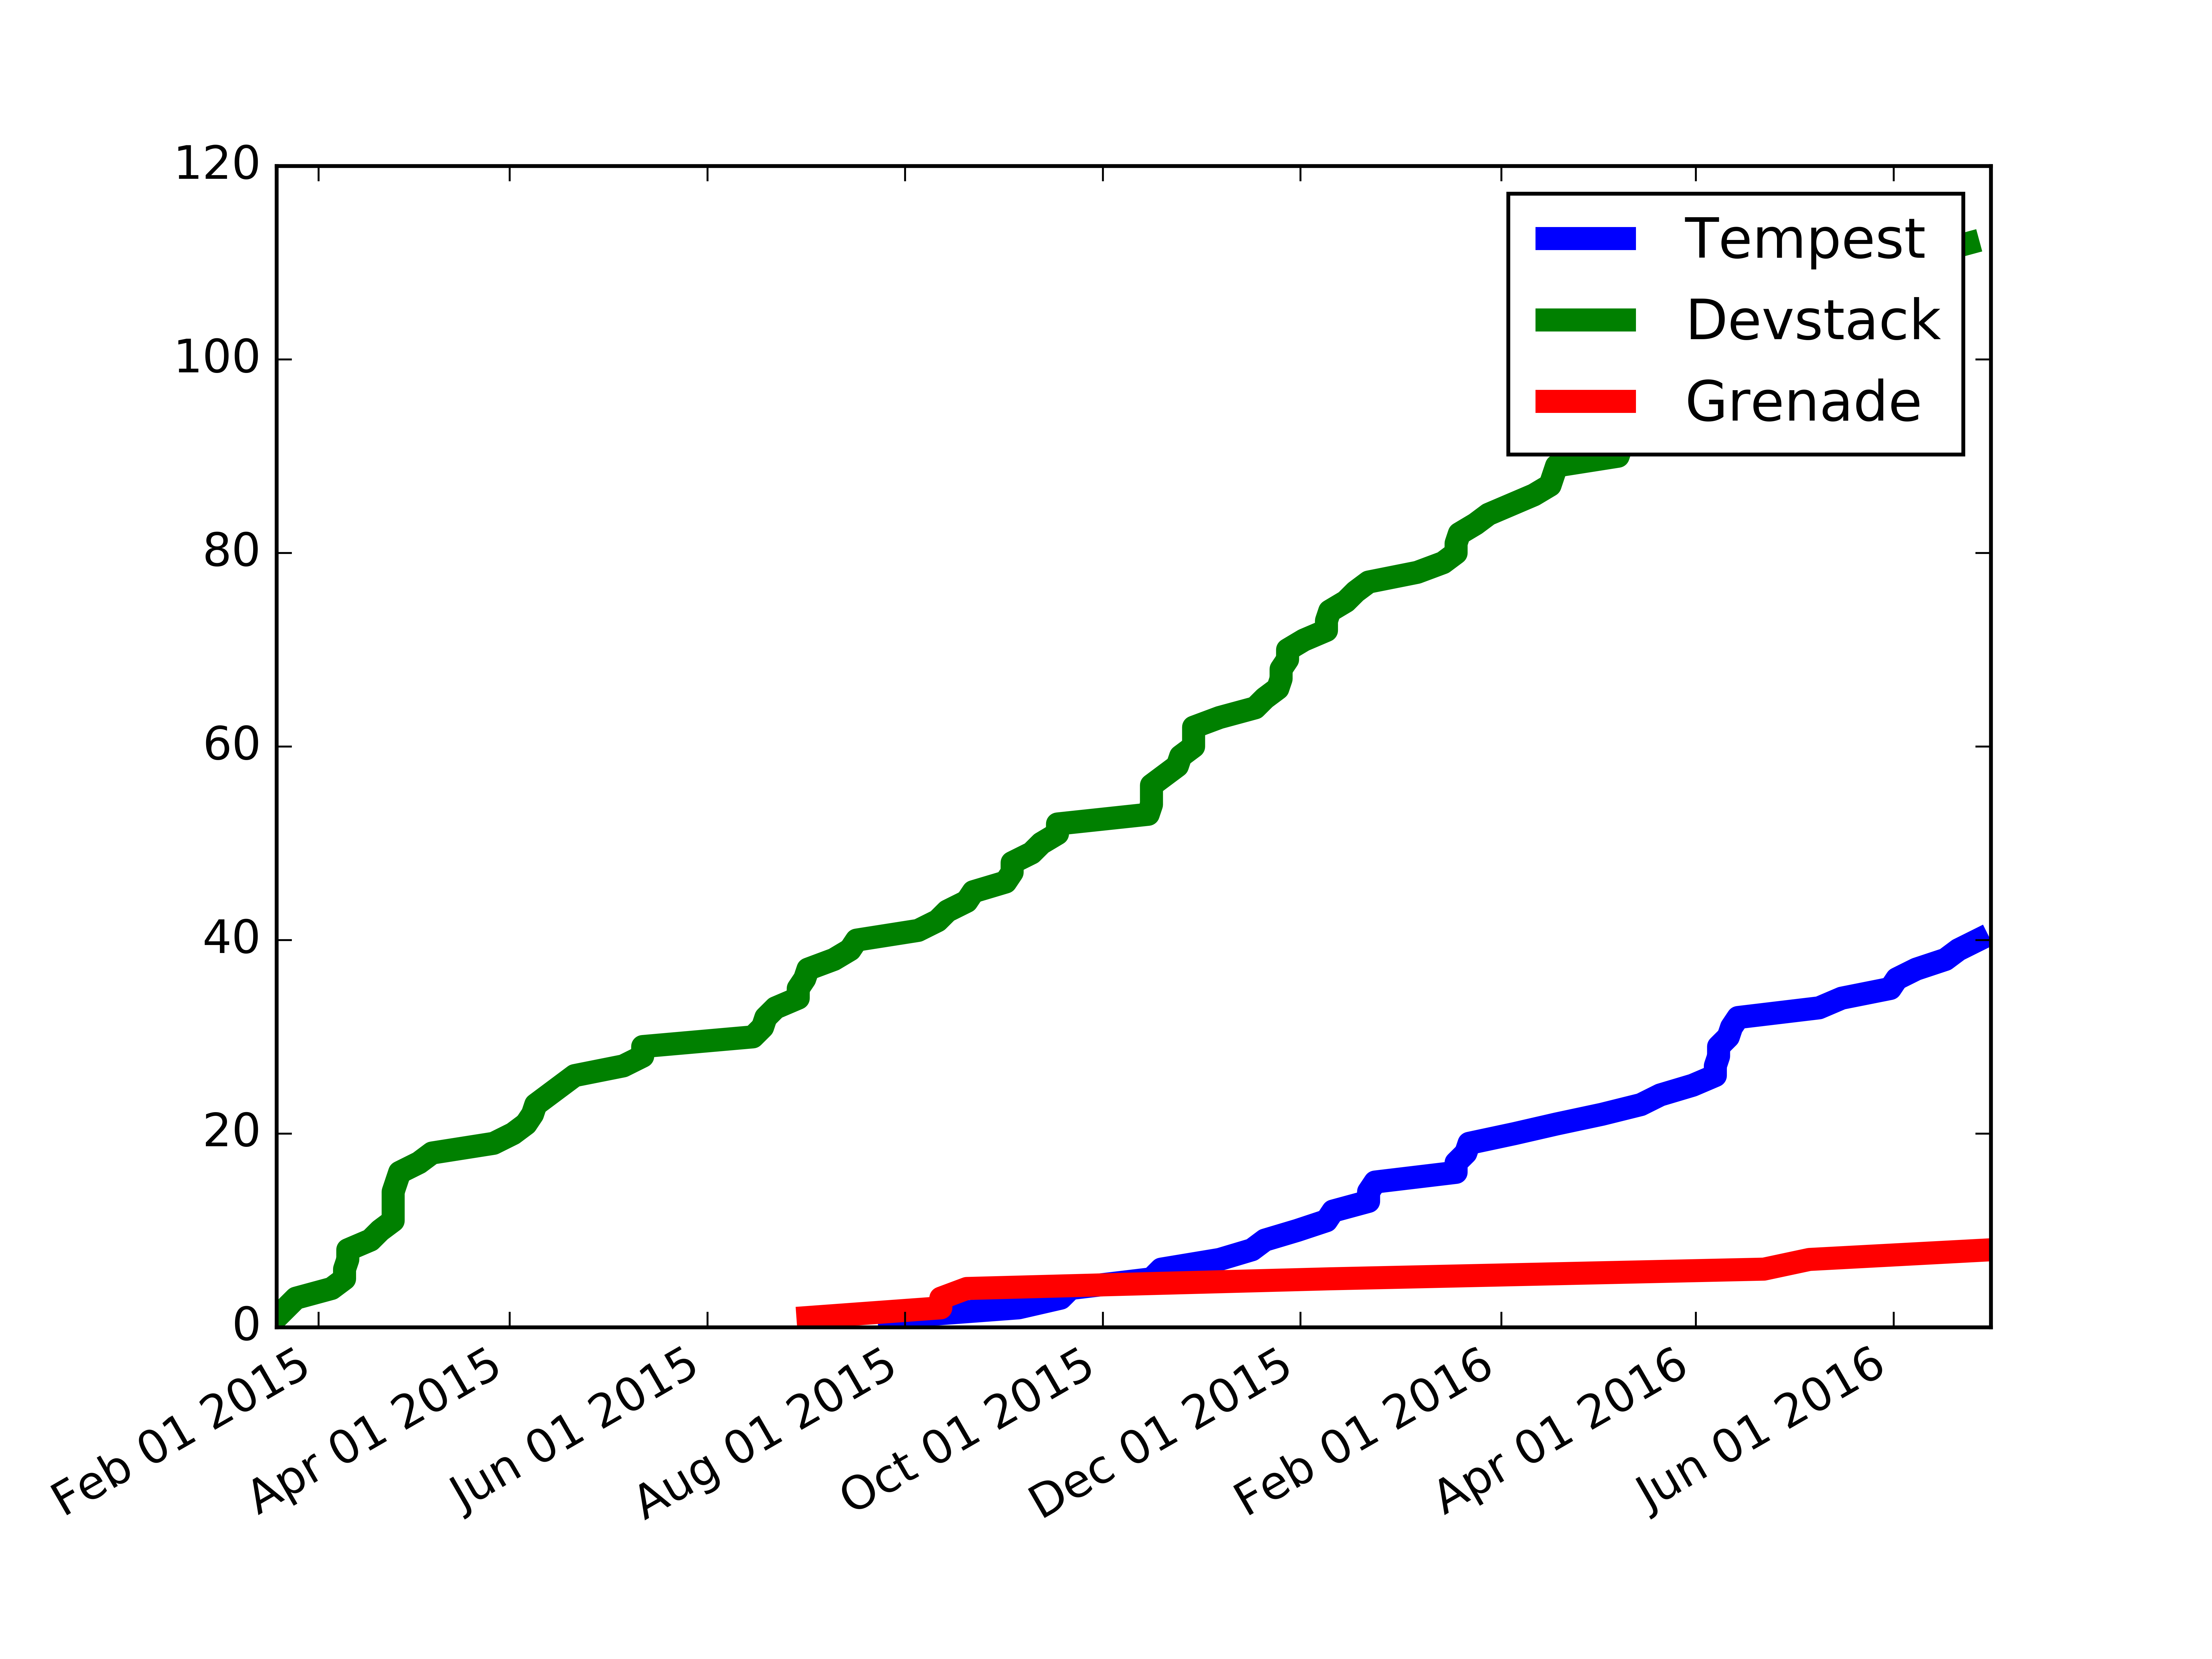 120
100
80
60
40
20
0
Tempest
Devstack
Grenade
Feb 01 2015
Apr 01 2015
Jun 01 2015
Aug 01 2015
Oct 01 2015
Dec 01 2015
Feb 01 2016
Apr 01 2016
Jun 01 2016